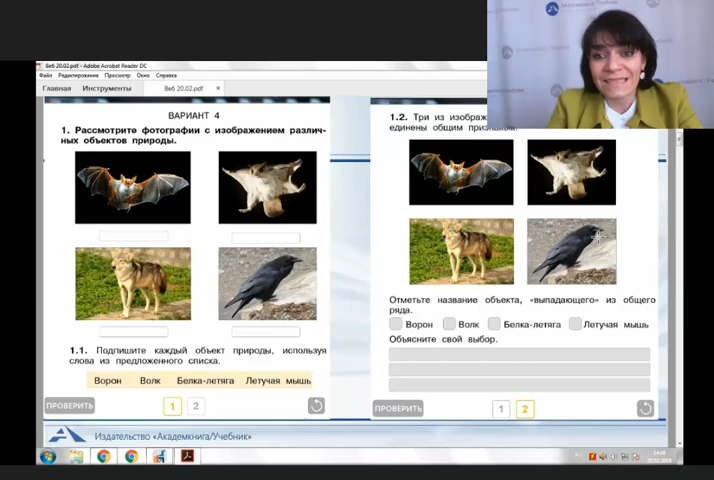 Ве6 20.02.pdf - Adobe Acrobat Reader DC
Файл Редактирование Просмотр Окно Справка
Главная Инструменты Ве6 20.02.pdf ×
ВАРИАНТ 4
1. Рассмотрите фотографии с изображением различ-
ных объектов природы.
1.1. Подпишите каждый объект природы, используя
слова из предложенного списка.
Ворон Волк Белка-летяга Летучая мышь
ПРОВЕРИТЬ 1 2
1.2. Три из изображ
единены общим признаком.
Отметьте название объекта, «выпадающего» из общего
ряда.
Ворон Волк Белка-летяга Летучая мышь
Объясните свой выбор.
ПРОВЕРИТЬ 1 2
Издательство «Академкнига/Учебник»